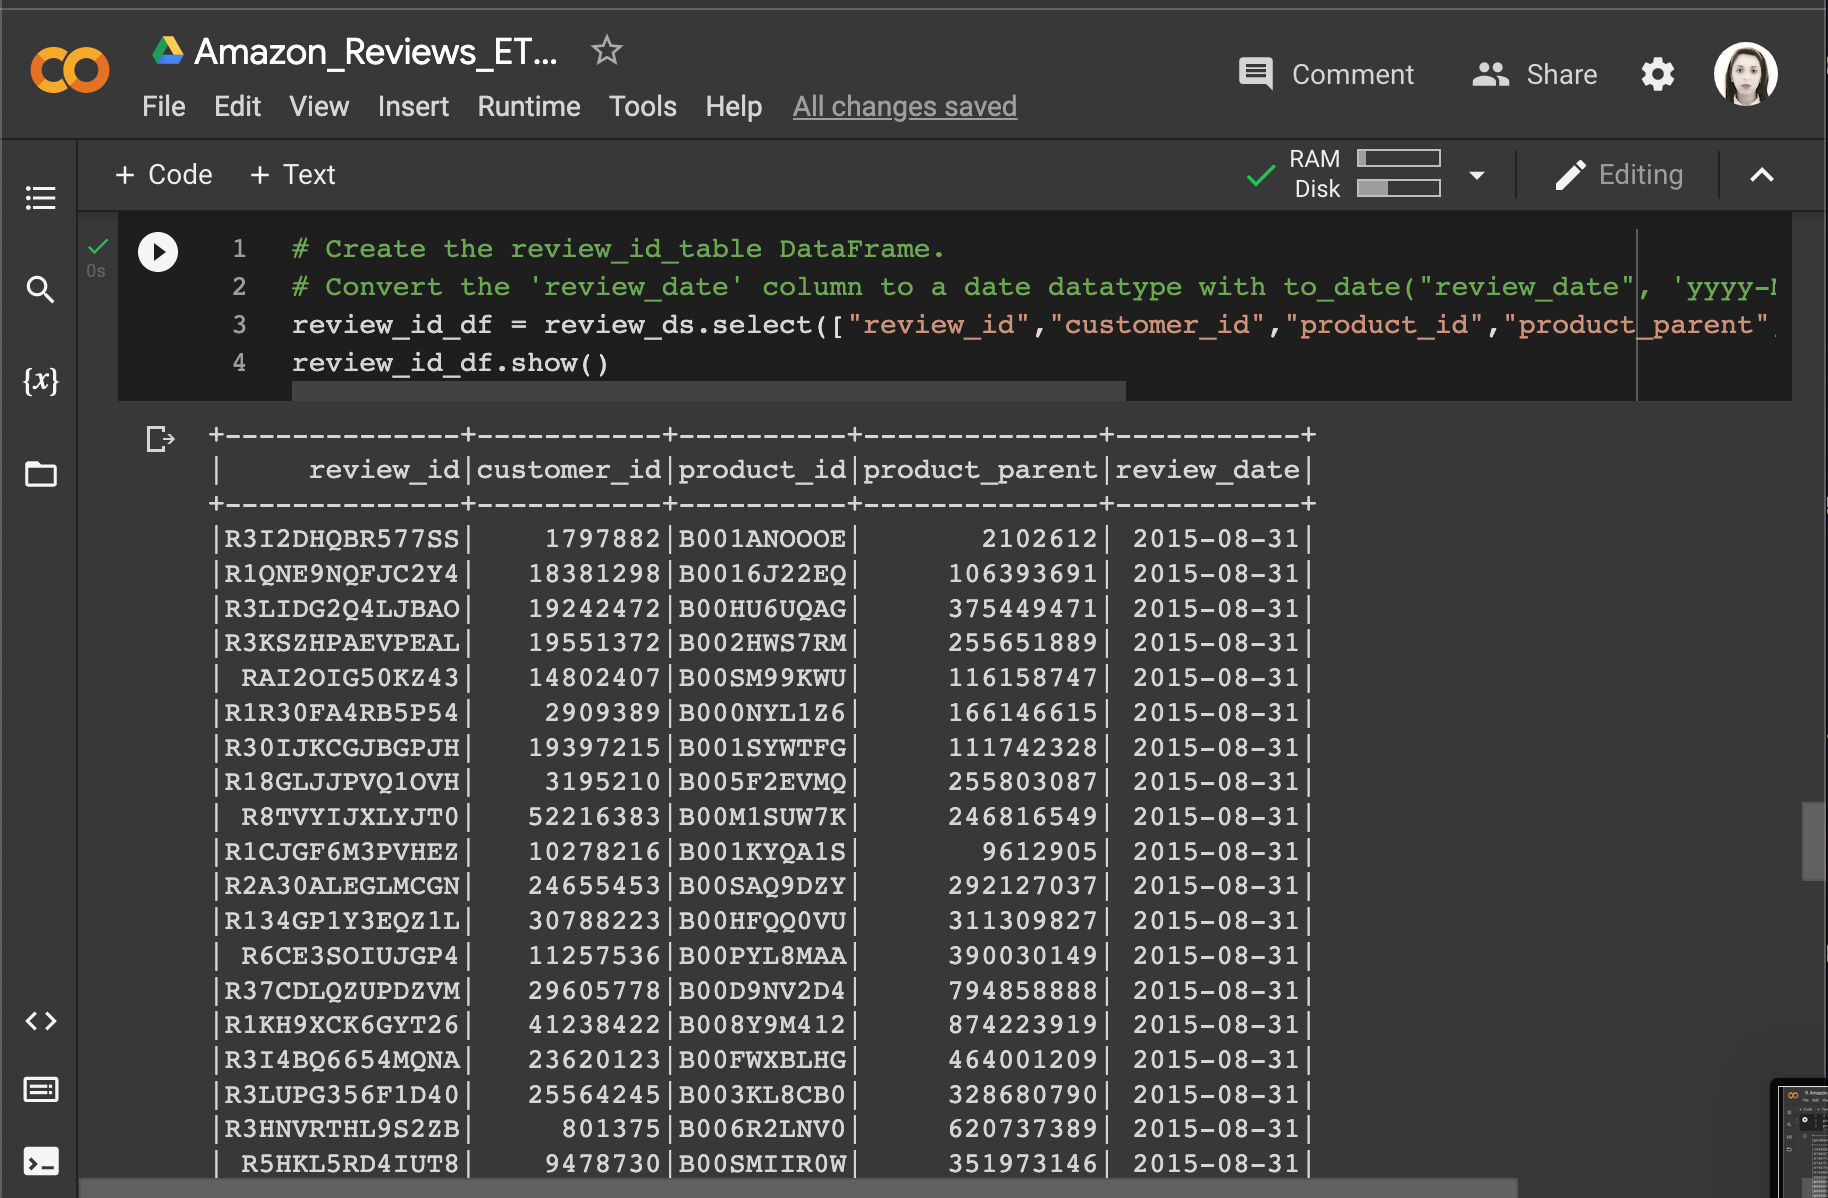 Amazon_Reviews_ET...
Comment
Share
File Edit View Insert Runtime Tools Help All changes saved
+ Code + Text
RAM
Disk
Editing
0s
1 # Create the review_id_table DataFrame.
2 # Convert the 'review_date' column to a date datatype with to_date("review_date", 'yyyy-
3 review_id_df = review_ds.select(["review_id","customer_id","product_id","product_parent"
4 review_id_df.show()
{x}
+--------------+-----------+----------+--------------+-----------+
|     review_id|customer_id|product_id|product_parent|review_date|
+--------------+-----------+----------+--------------+-----------+
|R3I2DHQBR577SS|    1797882|B001ANOOOE|       2102612| 2015-08-31|
|R1QNE9NQFJC2Y4|   18381298|B0016J22EQ|     106393691| 2015-08-31|
|R3LIDG2Q4LJBAO|   19242472|B00HU6UQAG|     375449471| 2015-08-31|
|R3KSZHPAEVPEAL|   19551372|B002HWS7RM|     255651889| 2015-08-31|
| RAI2OIG50KZ43|   14802407|B00SM99KWU|     116158747| 2015-08-31|
|R1R30FA4RB5P54|    2909389|B000NYL1Z6|     166146615| 2015-08-31|
|R30IJKCGJBGPJH|   19397215|B001SYWTFG|     111742328| 2015-08-31|
|R18GLJJPVQ1OVH|    3195210|B005F2EVMQ|     255803087| 2015-08-31|
| R8TVYIJXLYJT0|   52216383|B00M1SUW7K|     246816549| 2015-08-31|
|R1CJGF6M3PVHEZ|   10278216|B001KYQA1S|       9612905| 2015-08-31|
|R2A30ALEGLMCGN|   24655453|B00SAQ9DZY|     292127037| 2015-08-31|
|R134GP1Y3EQZ1L|   30788223|B00HFQQ0VU|     311309827| 2015-08-31|
| R6CE3SOIUJGP4|   11257536|B00PYL8MAA|     390030149| 2015-08-31|
|R37CDLQZUPDZVM|   29605778|B00D9NV2D4|     794858888| 2015-08-31|
|R1KH9XCK6GYT26|   41238422|B008Y9M412|     874223919| 2015-08-31|
|R3I4BQ6654MQNA|   23620123|B00FWXBLHG|     464001209| 2015-08-31|
|R3LUPG356F1D40|   25564245|B003KL8CB0|     328680790| 2015-08-31|
|R3HNVRTHL9S2ZB|     801375|B006R2LNV0|     620737389| 2015-08-31|
| R5HKL5RD4IUT8|    9478730|B00SMIIR0W|     351973146| 2015-08-31|